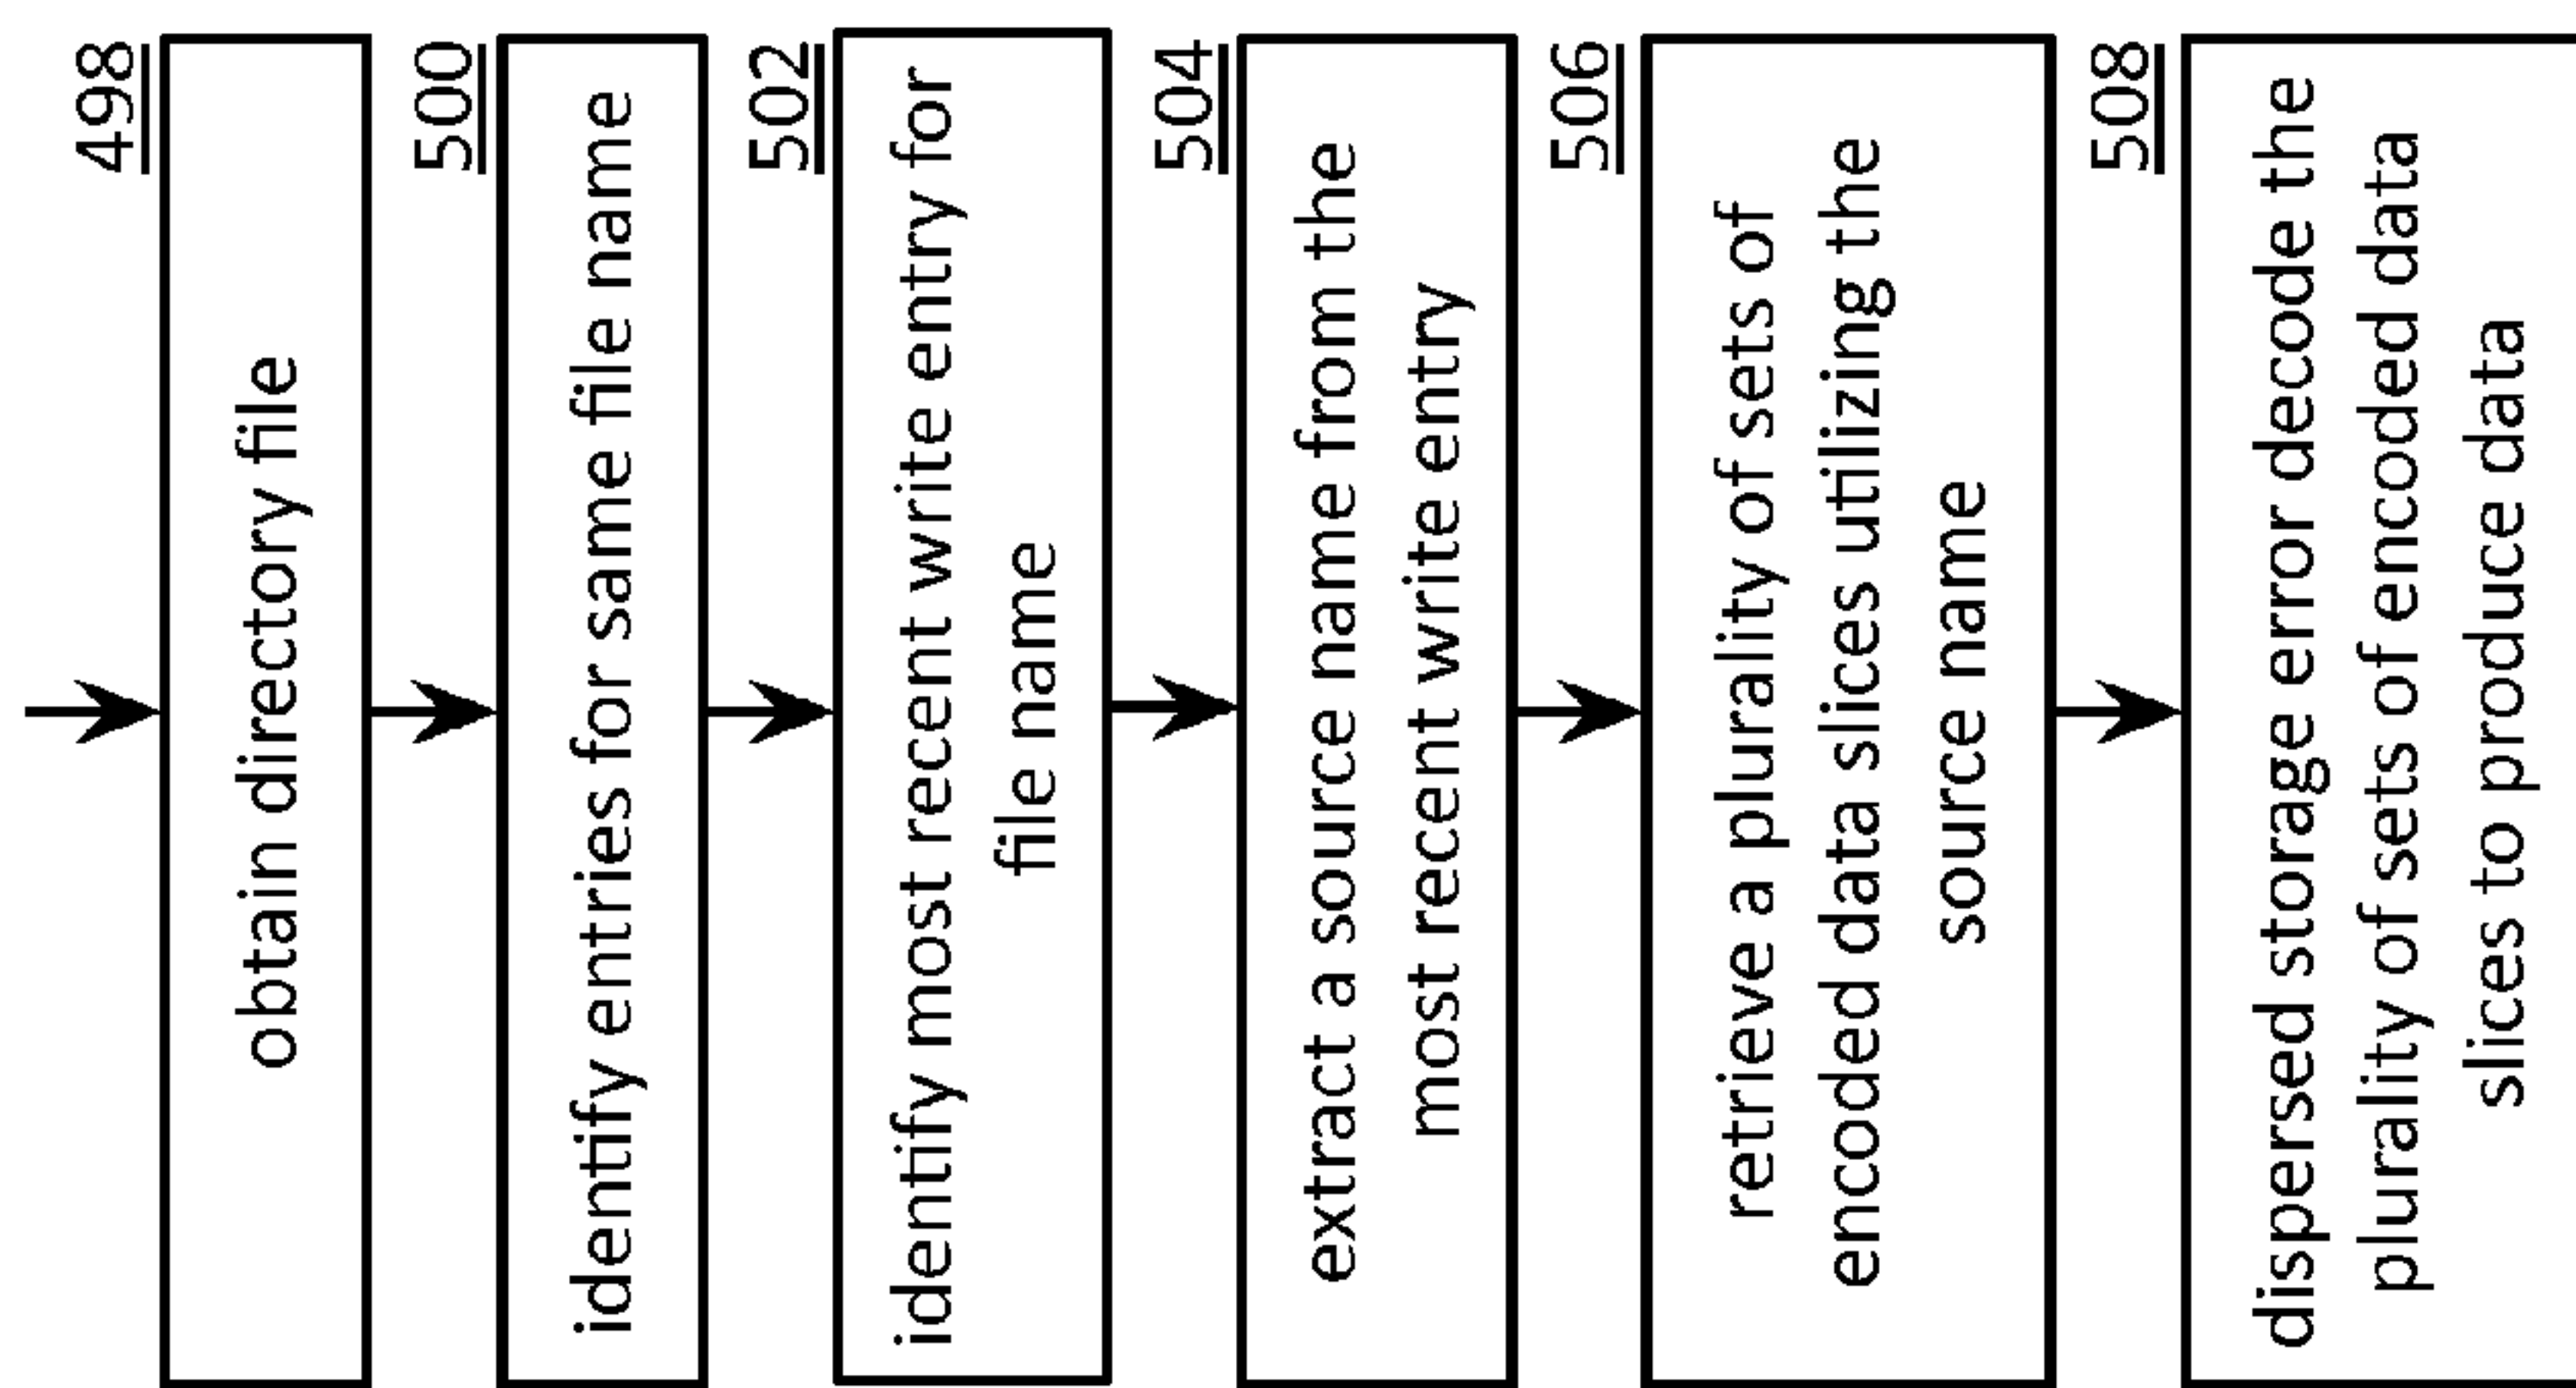 498
obtain directory file
500
identify entries for same file name
502
identify most recent write entry for
file name
504
extract a source name from the
most recent write entry
506
retrieve a plurality of sets of
encoded data slices utilizing the
source name
508
dispersed storage error decode the
plurality of sets of encoded data
slices to produce data